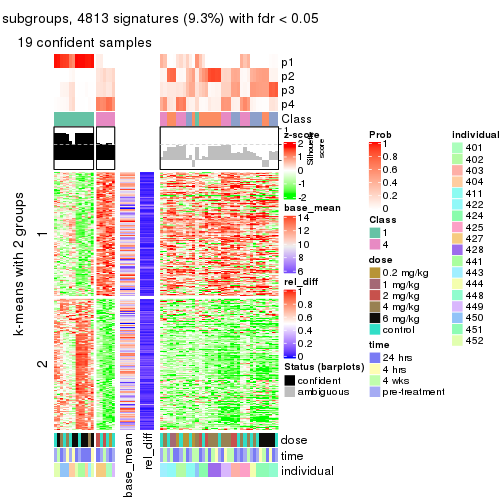 subgroups, 4813 signatures (9.3%) with fdr < 0.05
19 confident samples
p1
p2
p3
p4
Class
1
Silhouette score
k-means with 2 groups
1
2
dose
time
individual
base_mean
rel_diff
z-score
2
1
0
-1
-2
base_mean
14
12
10
8
6
rel_diff
1
0.8
0.6
0.4
0.2
0
Status (barplots)
confident
ambiguous
Prob
1
0.8
0.6
0.4
0.2
0
Class
1
4
dose
0.2 mg/kg
1 mg/kg
2 mg/kg
4 mg/kg
6 mg/kg
control
time
24 hrs
4 hrs
4 wks
pre-treatment
individual
401
402
403
404
411
422
424
425
427
428
441
443
444
448
449
450
451
452